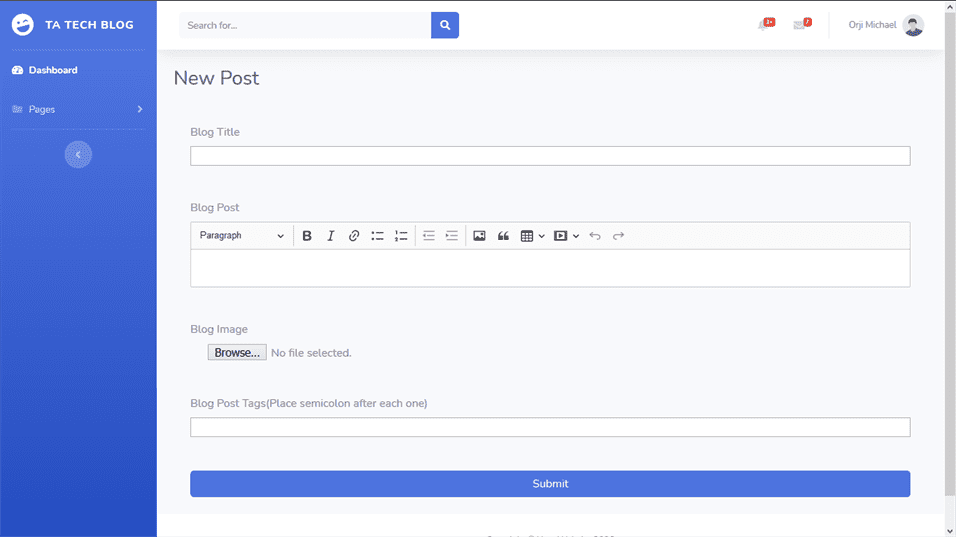 TA TECH BLOG
Search for...
3+
7
Orji Michael
Dashboard
Pages
New Post
Blog Title
Blog Post
Paragraph
Blog Image
Browse... No file selected.
Blog Post Tags(Place semicolon after each one)
Submit